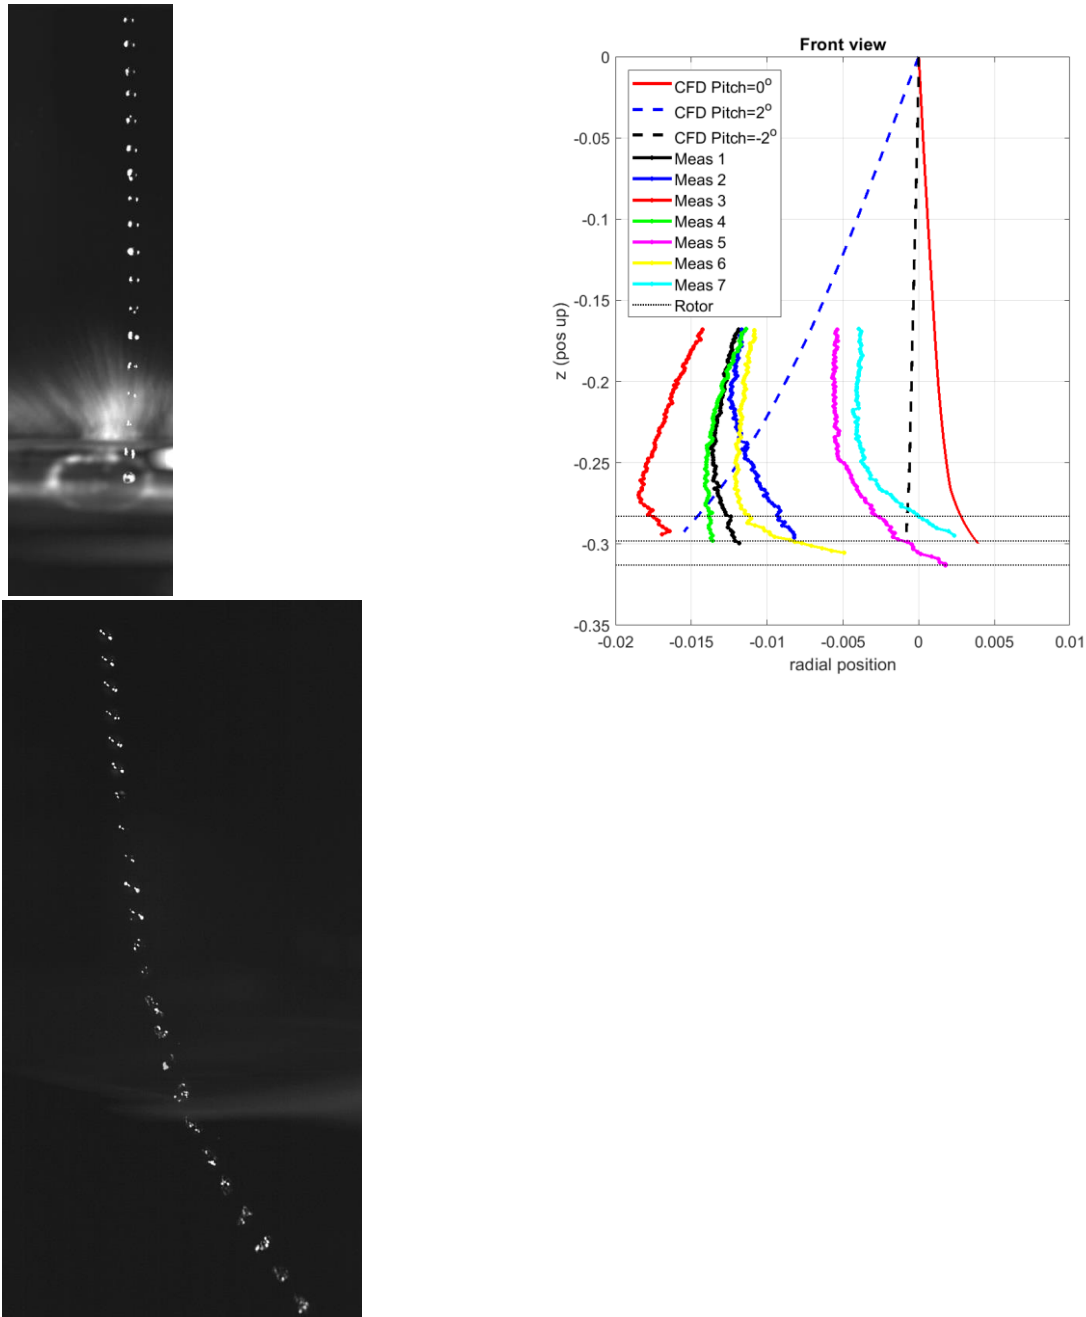 Front view
CFD Pitch=0°
CFD Pitch=2°
CFD Pitch=-2°
Meas 1
Meas 2
Meas 3
Meas 4
Meas 5
Meas 6
Meas 7
Rotor
z (pos up)
0
-0.05
-0.1
-0.15
-0.2
-0.25
-0.3
-0.35
-0.02 -0.015 -0.01 -0.005 0 0.005 0.01
radial position